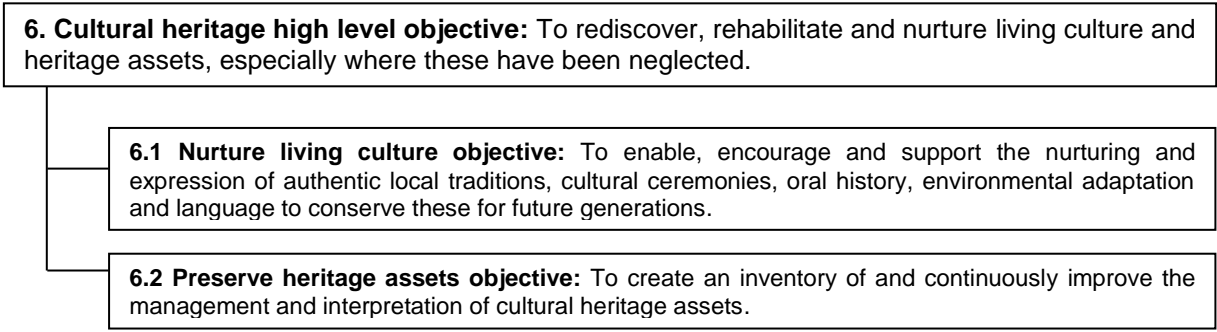 6. Cultural heritage high level objective: To rediscover, rehabilitate and nurture living culture and
heritage assets, especially where these have been neglected.
6.1 Nurture living culture objective: To enable, encourage and support the nurturing and
expression of authentic local traditions, cultural ceremonies, oral history, environmental adaptation
and language to conserve these for future generations.
6.2 Preserve heritage assets objective: To create an inventory of and continuously improve the
management and interpretation of cultural heritage assets.